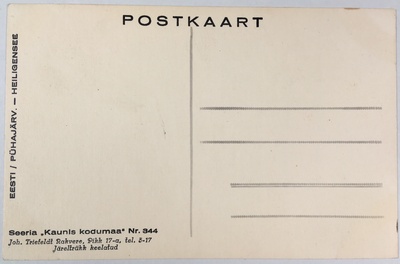 POSTKAART
EESTI / PÜHAJÄRV. — HEILIGENSEE
Seeria „Kaunis kodumaa" Nr. 344
Joh. Triefeldt Rakvere, Pikk 17-a, tel. 2-17
Järeltrükk keelatud